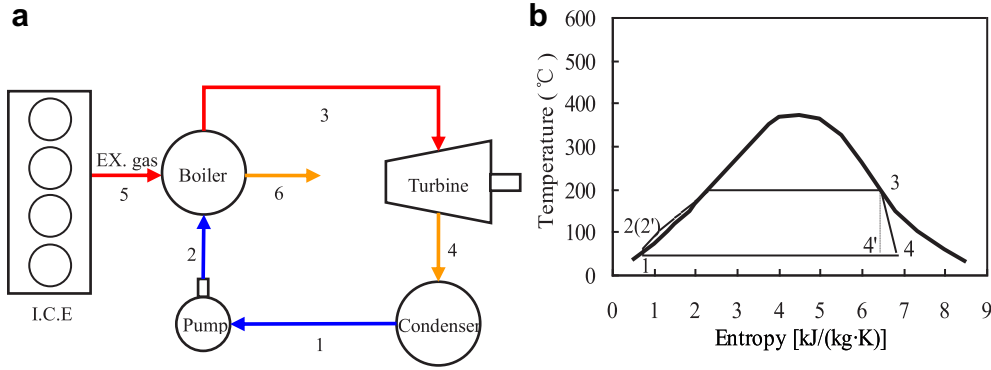 a
EX. gas
5
Boiler
6
3
Turbine
2
4
I.C.E
Pump
Condenser
1
b
Temperature (℃)
600
500
400
300
200
100
0
0 1 2 3 4 5 6 7 8 9
Entropy [kJ/(kg·K)]
3
2(2')
4'
4
1